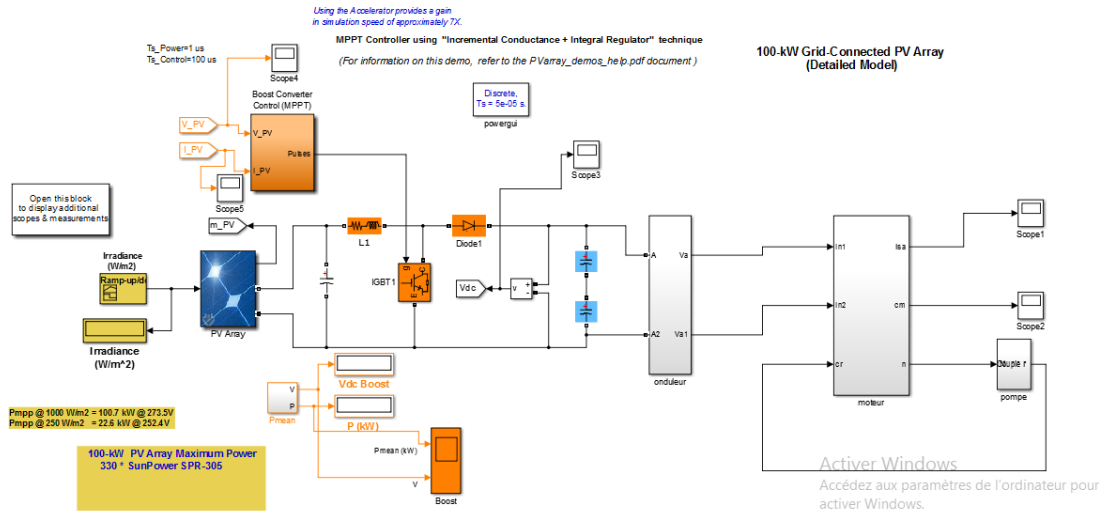 Using the Accelerator provides a gain
in simulation speed of approximately 7X.
MPPT Controller using "Incremental Conductance + Integral Regulator" technique
(For information on this demo, refer to the PVarray_demos_help.pdf document )
100-kW Grid-Connected PV Array
(Detailed Model)
Ts_Power=1 us
Ts_Control=100 us
Scope4
Boost Converter
Control (MPPT)
Discrete,
Ts = 5e-05 s.
powergui
V_PV
V_PV
I_PV
I_PV
Pulses
Scope5
Scope3
Open this block
to display additional
scopes & measurements
m_PV
L1
Diode1
IGBT1
g
C
E
Vdc
v
+
-
A
Va
A2
Va1
onduleur
In1
Isa
In2
cm
cr
n
moteur
Scope1
Scope2
Couple r
pompe
Irradiance
(W/m2)
Ramp-up/do
PV Array
Irradiance
(W/m^2)
Vdc Boost
V
P
Pmean
P (kW)
Pmean (kW)
V
Boost
Pmpp @ 1000 W/m2 = 100.7 kW @ 273.5V
Pmpp @ 250 W/m2 = 22.6 kW @ 252.4V
100-kW PV Array Maximum Power
330 * SunPower SPR-305
Activer Windows
Accédez aux paramètres de l'ordinateur pour
activer Windows.